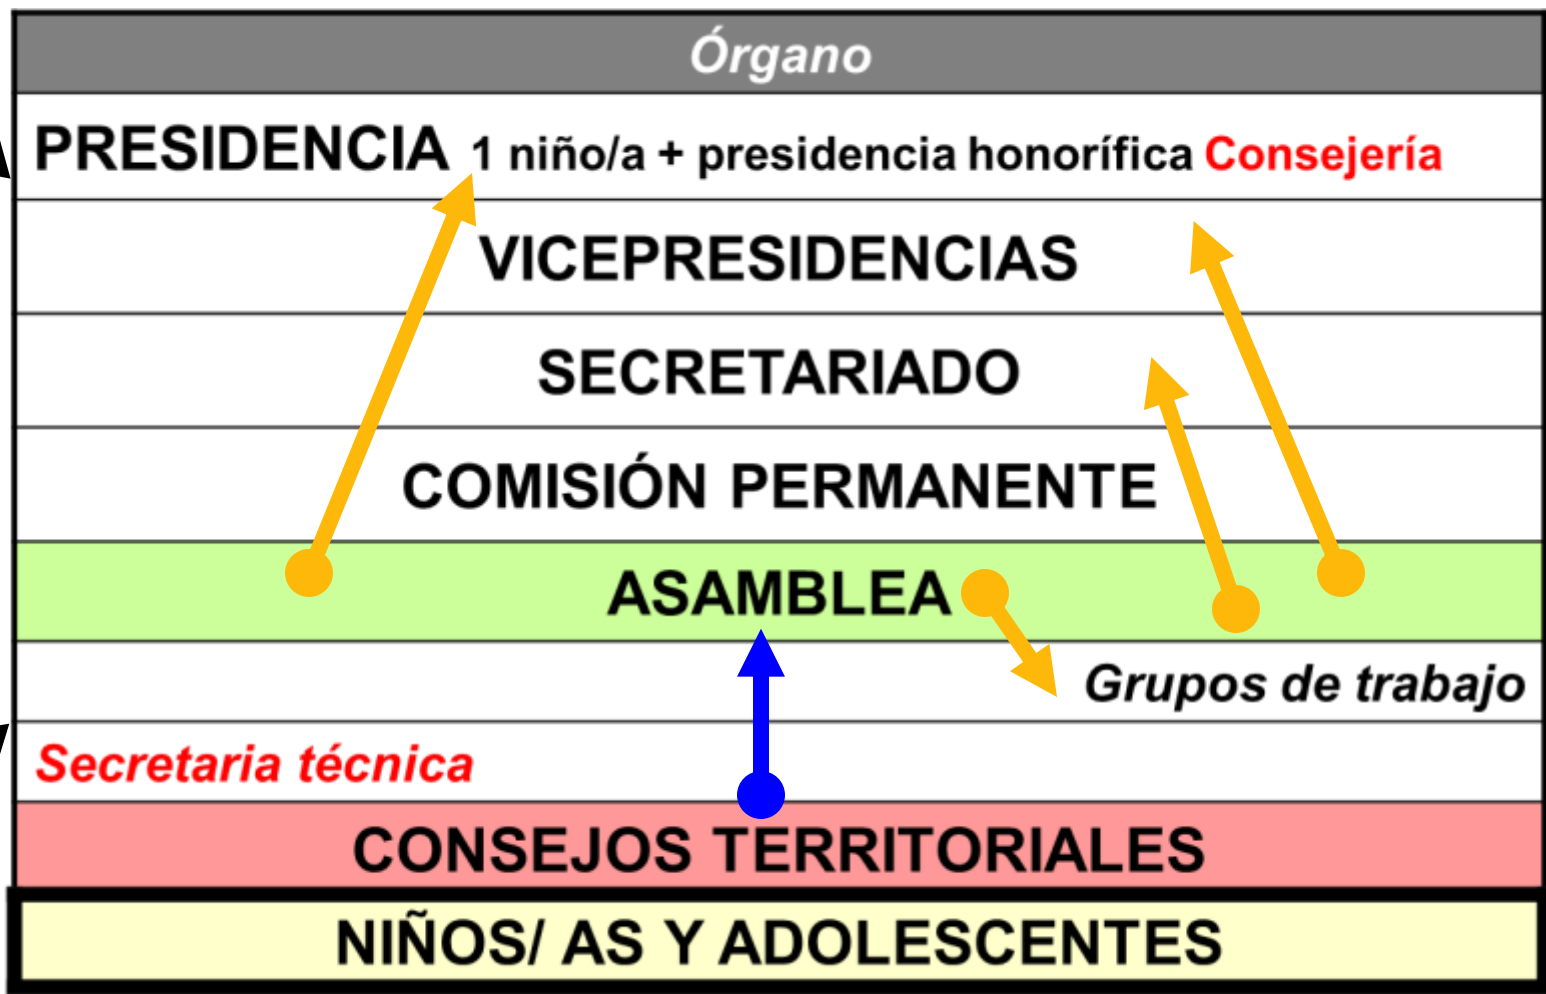 Órgano
PRESIDENCIA 1 niño/a + presidencia honorífica Consejería
VICEPRESIDENCIAS
SECRETARIADO
COMISIÓN PERMANENTE
ASAMBLEA
Grupos de trabajo
Secretaria técnica
CONSEJOS TERRITORIALES
NIÑOS/ AS Y ADOLESCENTES